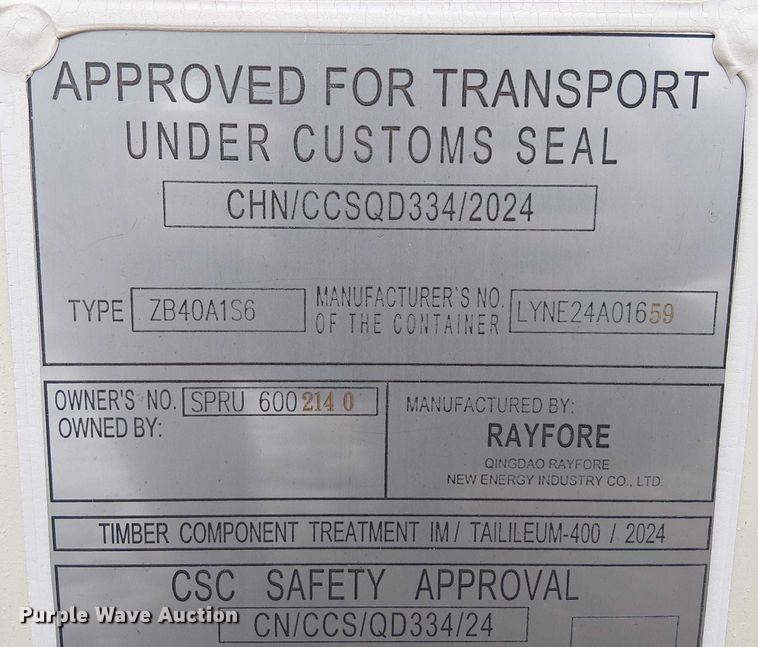 APPROVED FOR TRANSPORT
UNDER CUSTOMS SEAL
CHN/CCSQD334/2024
TYPE ZB40A1S6 MANUFACTURER'S NO. OF THE CONTAINER LYNE24A01659
OWNER'S NO. SPRU 600214 0
OWNED BY:
MANUFACTURED BY:
RAYFORE
QINGDAO RAYFORE
NEW ENERGY INDUSTRY CO., LTD.
TIMBER COMPONENT TREATMENT IM / TAILILEUM-400 / 2024
CSC SAFETY APPROVAL
CN/CCS/QD334/24
Purple Wave Auction